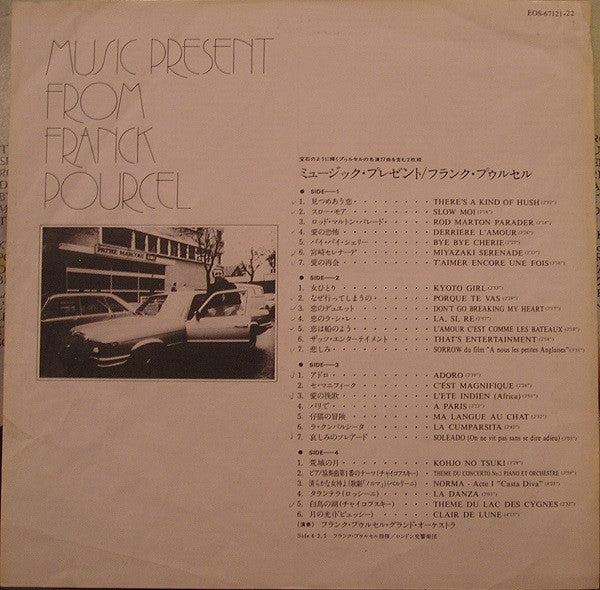 EOS-67121-22
MUSIC PRESENT
FROM
FRANCK
POURCEL
PATHE MARCONI
宝石のように輝くプゥルセルの名演27曲を含む2枚組
ミュージック・プレゼント/フランク・プゥルセル
● SIDE—1
1. 見つめあう恋・・・・・・・・THERE'S A KIND OF HUSH
2. スロー・モア・・・・・・・・SLOW MOI
3. ロッド・マルトン・パレード・・・ROD MARTON PARADER
4. 愛の恐怖・・・・・・・・・・DERRIÈRE L'AMOUR
5. バイ・バイ・シェリー・・・・・・BYE BYE CHERIE
6. 宮崎セレナーデ・・・・・・・・MIYAZAKI SERENADE
7. 愛の再会・・・・・・・・・・T'AIMER ENCORE UNE FOIS
● SIDE—2
1. 女ひとり・・・・・・・・・・KYOTO GIRL
2. なぜ行ってしまうの・・・・・・・PORQUE TE VAS
3. 恋のデュエット・・・・・・・・DON'T GO BREAKING MY HEART
4. 恋のラ・シ・レ・・・・・・・・LA, SI, RE
5. 恋は船のよう・・・・・・・・・L'AMOUR C'EST COMME LES BATEAUX
6. ザッツ・エンターテイメント・・・・THAT'S ENTERTAINMENT
7. 悲しみ・・・・・・・・・・・SORROW du film "A nous les petites Anglaises"
● SIDE—3
1. アドロ・・・・・・・・・・・ADORO
2. セ・マニフィーク・・・・・・・・C'EST MAGNIFIQUE
3. 愛の挽歌・・・・・・・・・・L'ETE INDIEN (Africa)
4. パリで・・・・・・・・・・・A PARIS
5. 仔猫の冒険・・・・・・・・・・MA LANGUE AU CHAT
6. ラ・クンパルシータ・・・・・・・LA CUMPARSITA
7. 哀しみのソレアード・・・・・・・SOLEADO (On ne vit pas sans se dire adieu)
● SIDE—4
1. 荒城の月・・・・・・・・・・KOHJO NO TSUKI
2. ピアノ協奏曲第1番のテーマ(チャイコフスキー)・THEME DU CONCERTO No.1 PIANO ET ORCHESTRE
3. 清らかな女神よ(歌劇「ノルマ」)(ベルリーニ)・NORMA - Acte I "Casta Diva"
4. タランテラ(ロッシーニ)・・・・・LA DANZA
5. 白鳥の湖(チャイコフスキー)・・・THEME DU LAC DES CYGNES
6. 月の光(ドビュッシー)・・・・・・CLAIR DE LUNE
(演奏) フランク・プゥルセル・グランド・オーケストラ
Side 4-2, 5 フランク・プゥルセル指揮/ロンドン交響楽団